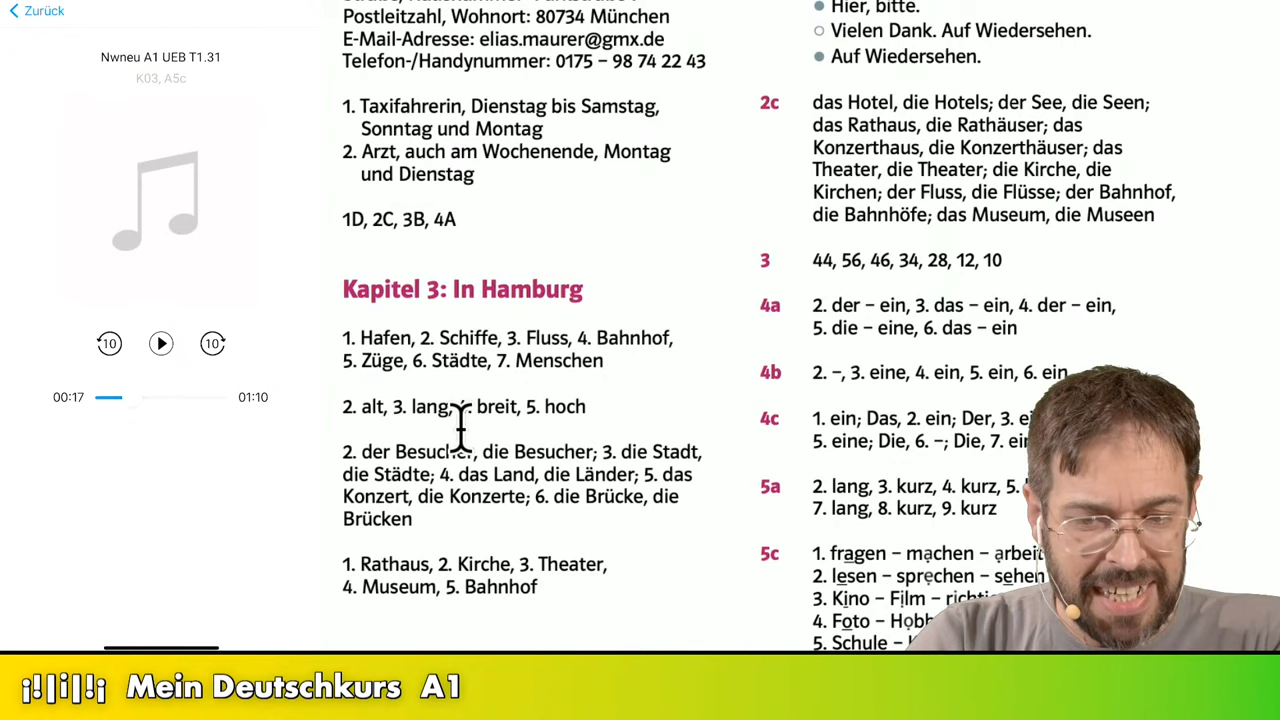 Zurück
Nwneu A1 UEB T1.31
K03, A5c
10
10
00:17
01:10
Postleitzahl, Wohnort: 80734 München
E-Mail-Adresse: elias.maurer@gmx.de
Telefon-/Handynummer: 0175 – 98 74 22 43
1. Taxifahrerin, Dienstag bis Samstag,
Sonntag und Montag
2. Arzt, auch am Wochenende, Montag
und Dienstag
1D, 2C, 3B, 4A
Kapitel 3: In Hamburg
1. Hafen, 2. Schiffe, 3. Fluss, 4. Bahnhof,
5. Züge, 6. Städte, 7. Menschen
2. alt, 3. lang, breit, 5. hoch
2. der Besucher, die Besucher; 3. die Stadt,
die Städte; 4. das Land, die Länder; 5. das
Konzert, die Konzerte; 6. die Brücke, die
Brücken
1. Rathaus, 2. Kirche, 3. Theater,
4. Museum, 5. Bahnhof
Hier, bitte.
Vielen Dank. Auf Wiedersehen.
Auf Wiedersehen.
2c das Hotel, die Hotels; der See, die Seen;
das Rathaus, die Rathäuser; das
Konzerthaus, die Konzerthäuser; das
Theater, die Theater; die Kirche, die
Kirchen; der Fluss, die Flüsse; der Bahnhof,
die Bahnhöfe; das Museum, die Museen
3 44, 56, 46, 34, 28, 12, 10
4a 2. der – ein, 3. das – ein, 4. der – ein,
5. die – eine, 6. das – ein
4b 2. –, 3. eine, 4. ein, 5. ein, 6. ein
4c 1. ein; Das, 2. ein; Der, 3.
5. eine; Die, 6. –; Die, 7.
5a 2. lang, 3. kurz, 4. kurz, 5.
7. lang, 8. kurz, 9. kurz
5c 1. fragen – machen –
2. lesen – sprechen – sehen
3. Kino – Film –
4. Foto –
5. Schule –
Mein Deutschkurs A1